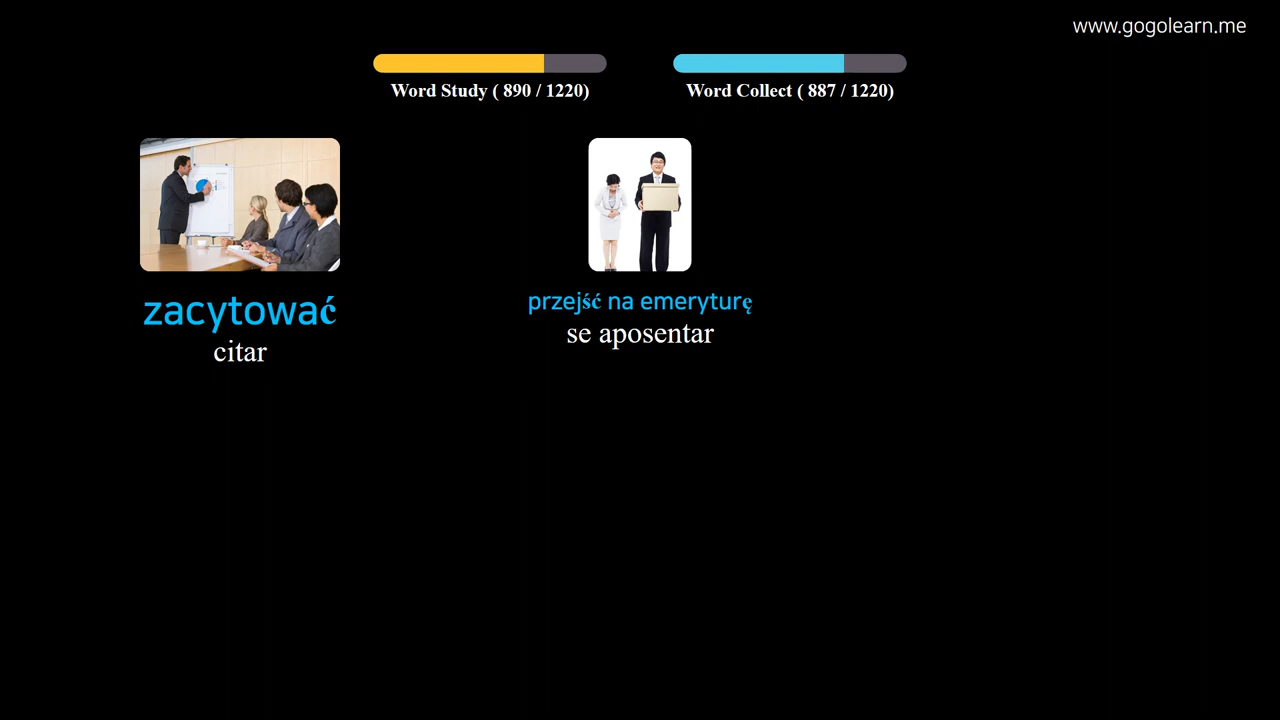 www.gogolearn.me
Word Study ( 890 / 1220)
Word Collect ( 887 / 1220)
zacytować
citar
przejść na emeryturę
se aposentar